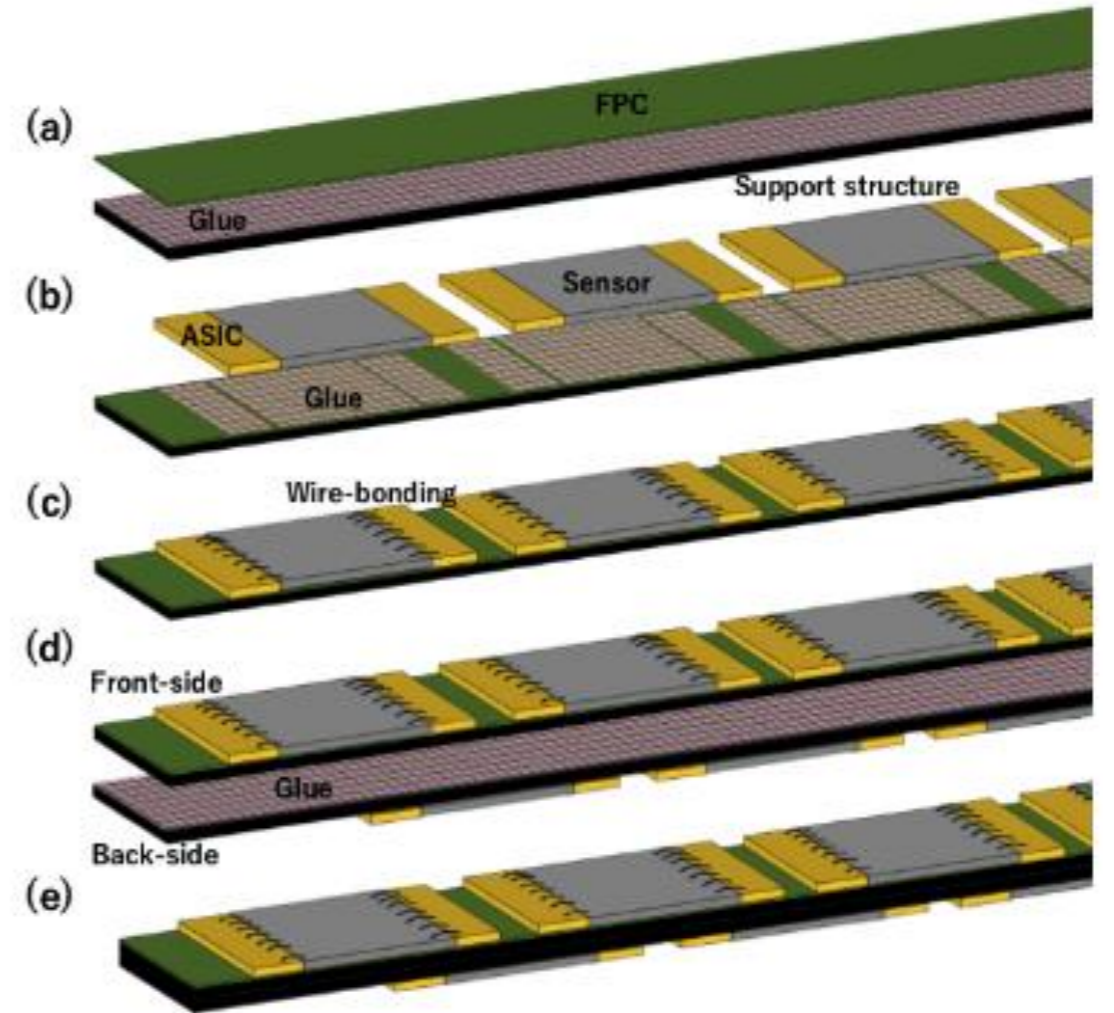 (a)
FPC
Glue
Support structure
(b)
Sensor
ASIC
Glue
(c)
Wire-bonding
(d)
Front-side
Glue
Back-side
(e)